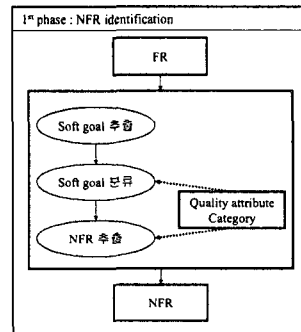 1st phase : NFR identification
FR
Soft goal 추출
Soft goal 분류
Quality attribute
Category
NFR 추출
NFR